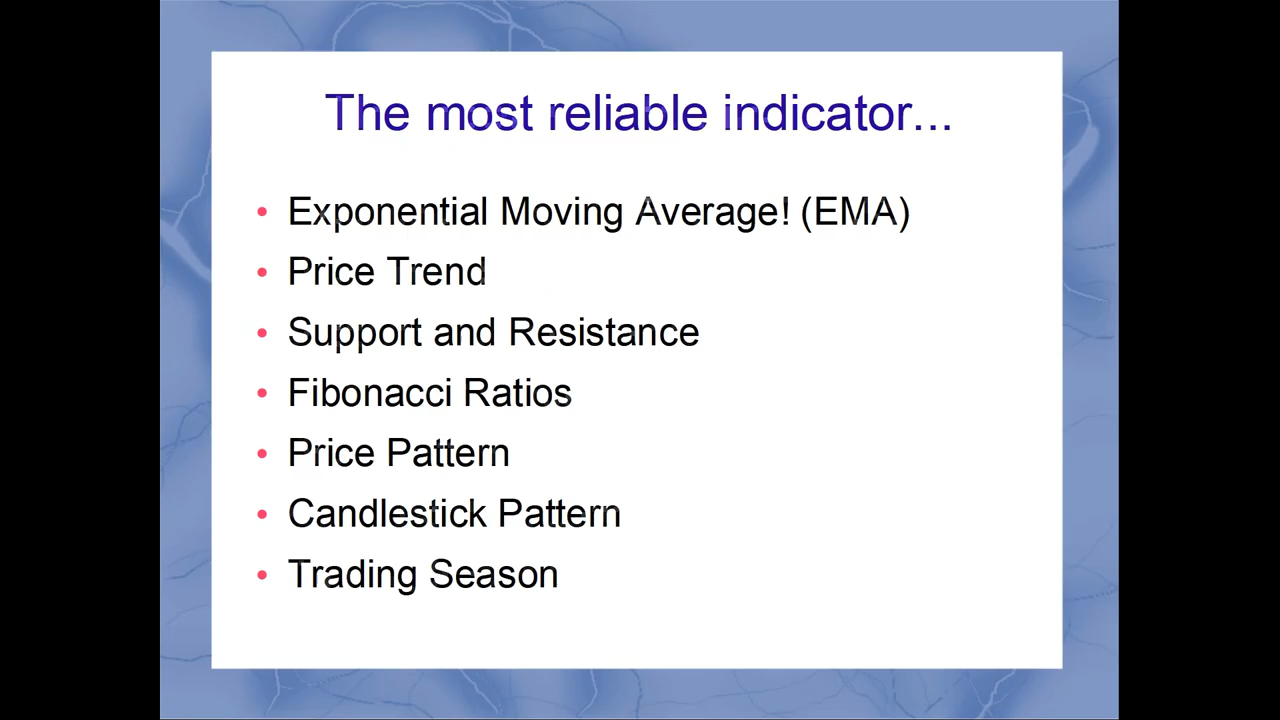 The most reliable indicator...
• Exponential Moving Average! (EMA)
• Price Trend
• Support and Resistance
• Fibonacci Ratios
• Price Pattern
• Candlestick Pattern
• Trading Season